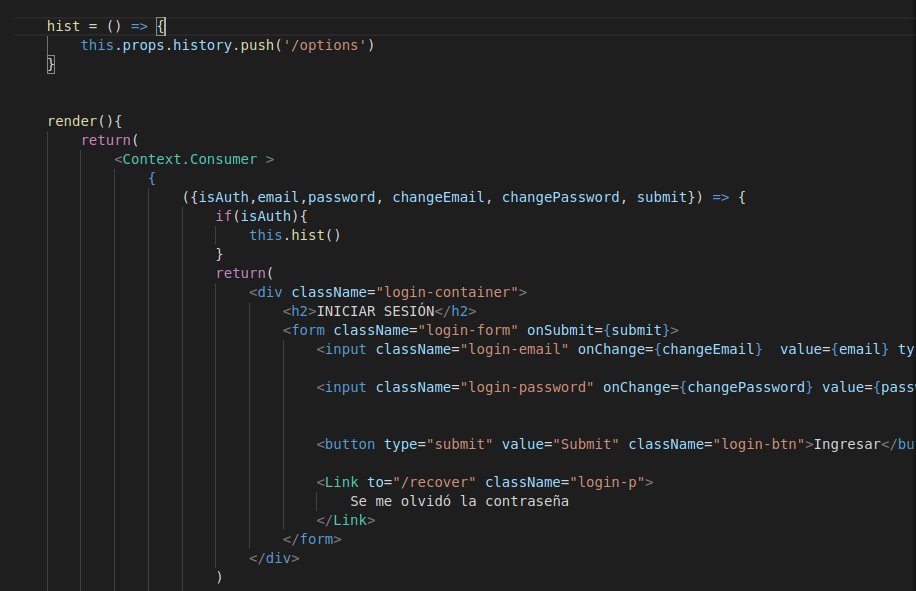 hist = () => {
    this.props.history.push('/options')
}
render(){
    return(
        <Context.Consumer >
            {
                ({isAuth,email,password, changeEmail, changePassword, submit}) => {
                    if(isAuth){
                        this.hist()
                    }
                    return(
                        <div className="login-container">
                            <h2>INICIAR SESIÓN</h2>
                            <form className="login-form" onSubmit={submit}>
                                <input className="login-email" onChange={changeEmail}  value={email} ty
                                <input className="login-password" onChange={changePassword} value={pass
                                <button type="submit" value="Submit" className="login-btn">Ingresar</bu
                                <Link to="/recover" className="login-p">
                                    Se me olvidó la contraseña
                                </Link>
                            </form>
                        </div>
                    )